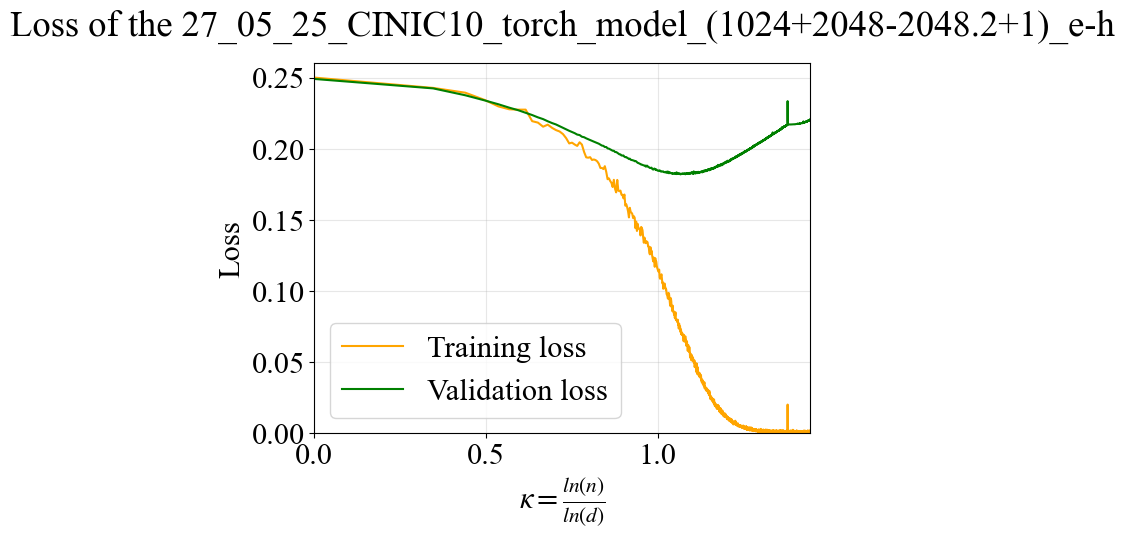 Loss of the 27_05_25_CINIC10_torch_model_(1024+2048-2048.2+1)_e-h
0.25
0.20
0.15
0.10
0.05
0.00
Loss
Training loss
Validation loss
0.0 0.5 1.0
κ = ln(n) / ln(d)